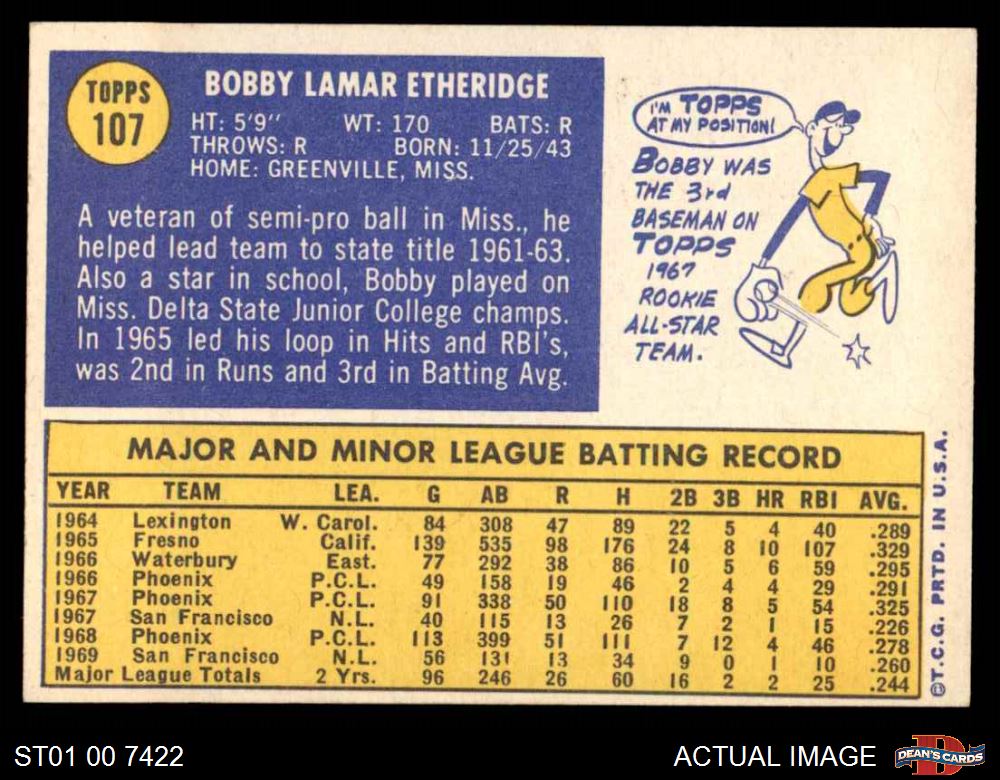 TOPPS
107
BOBBY LAMAR ETHERIDGE
HT: 5'9" WT: 170 BATS: R
THROWS: R BORN: 11/25/43
HOME: GREENVILLE, MISS.
A veteran of semi-pro ball in Miss., he
helped lead team to state title 1961-63.
Also a star in school, Bobby played on
Miss. Delta State Junior College champs.
In 1965 led his loop in Hits and RBI's,
was 2nd in Runs and 3rd in Batting Avg.
I'M TOPPS
AT MY POSITION!
BOBBY WAS
THE 3rd
BASEMAN ON
TOPPS
1967
ROOKIE
ALL-STAR
TEAM.
MAJOR AND MINOR LEAGUE BATTING RECORD
YEAR TEAM LEA. G AB R H 2B 3B HR RBI AVG.
1964 Lexington W. Carol. 84 308 47 89 22 5 4 40 .289
1965 Fresno Calif. 139 535 98 176 24 8 10 107 .329
1966 Waterbury East. 77 292 38 86 10 5 6 59 .295
1966 Phoenix P.C.L. 49 158 19 46 2 4 4 29 .291
1967 Phoenix P.C.L. 91 338 50 110 18 8 5 54 .325
1967 San Francisco N.L. 40 115 13 26 7 2 1 15 .226
1968 Phoenix P.C.L. 113 399 51 111 7 12 4 46 .278
1969 San Francisco N.L. 56 131 13 34 9 0 1 10 .260
Major League Totals 2 Yrs. 96 246 26 60 16 2 2 25 .244
©T.C.G. PRTD. IN U.S.A.
ST01 00 7422
ACTUAL IMAGE
D
DEAN'S CARDS